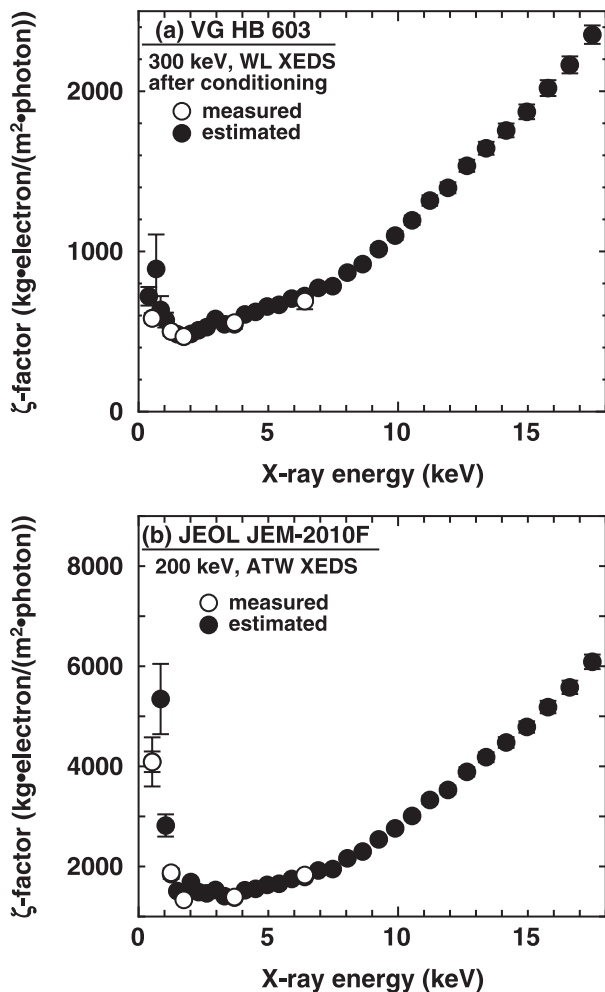 (a) VG HB 603
300 keV, WL XEDS
after conditioning
measured
estimated
2000
1000
0
0
5
10
15
X-ray energy (keV)
ζ-factor (kg•electron/(m²•photon))
(b) JEOL JEM-2010F
200 keV, ATW XEDS
measured
estimated
8000
6000
4000
2000
0
5
10
15
X-ray energy (keV)
ζ-factor (kg•electron/(m²•photon))